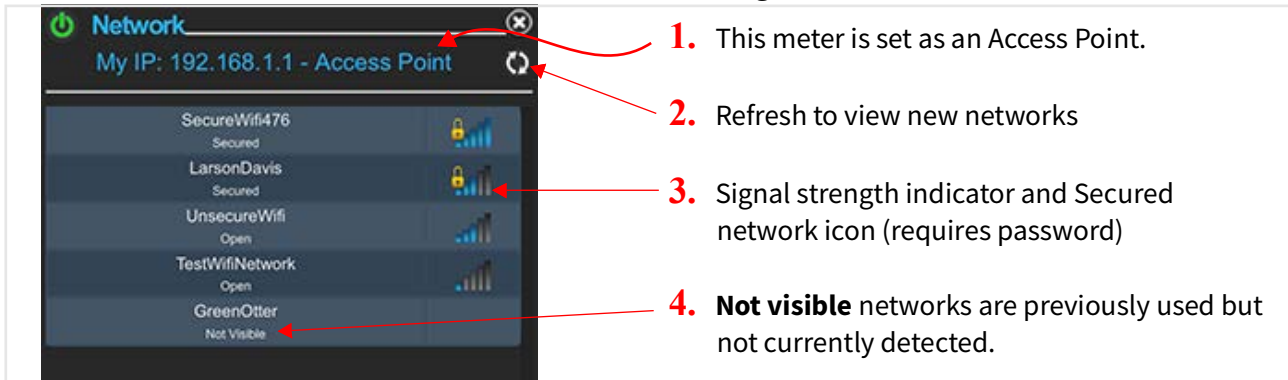 Network
My IP: 192.168.1.1 - Access Point
SecureWifi476
Secured
LarsonDavis
Secured
UnsecureWifi
Open
TestWifiNetwork
Open
GreenOtter
Not Visible
1. This meter is set as an Access Point.
2. Refresh to view new networks
3. Signal strength indicator and Secured
network icon (requires password)
4. Not visible networks are previously used but
not currently detected.